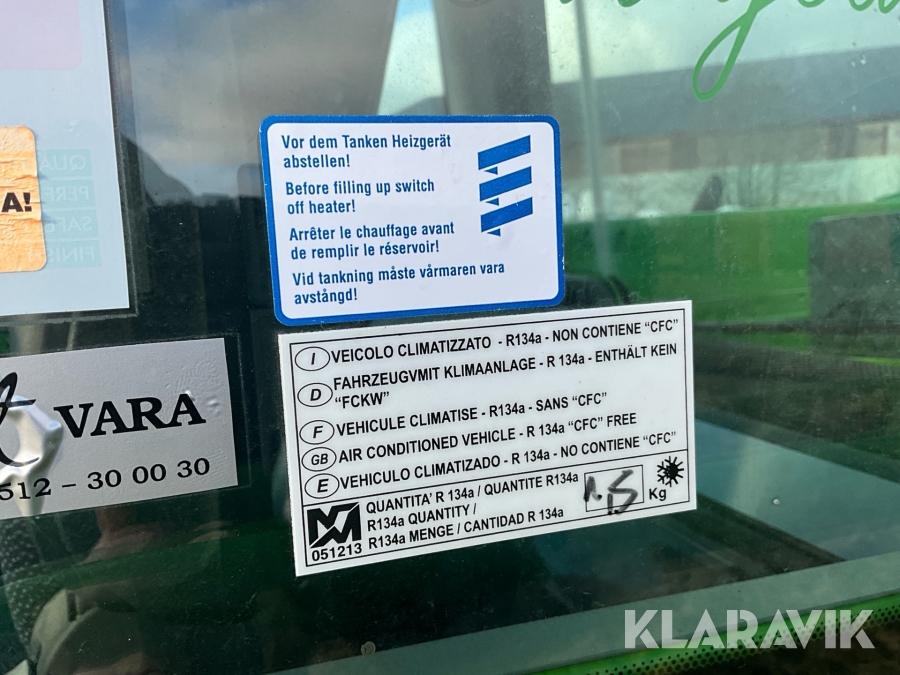 Vor dem Tanken Heizgerät
abstellen!
Before filling up switch
off heater!
Arrêter le chauffage avant
de remplir le réservoir!
Vid tankning måste vårmaren vara
avstångd!
A!
VARA
512 - 30 00 30
I VEICOLO CLIMATIZZATO - R134a - NON CONTIENE "CFC"
D FAHRZEUGVMIT KLIMAANLAGE - R 134a - ENTHÄLT KEIN
"FCKW"
F VEHICULE CLIMATISE - R134a - SANS "CFC"
GB AIR CONDITIONED VEHICLE - R 134a "CFC" FREE
E VEHICULO CLIMATIZADO - R 134a - NO CONTIENE "CFC"
QUANTITA' R 134a / QUANTITE R134a
R134a QUANTITY /
R134a MENGE / CANTIDAD R 134a
1.5 Kg
051213
KLARAVIK